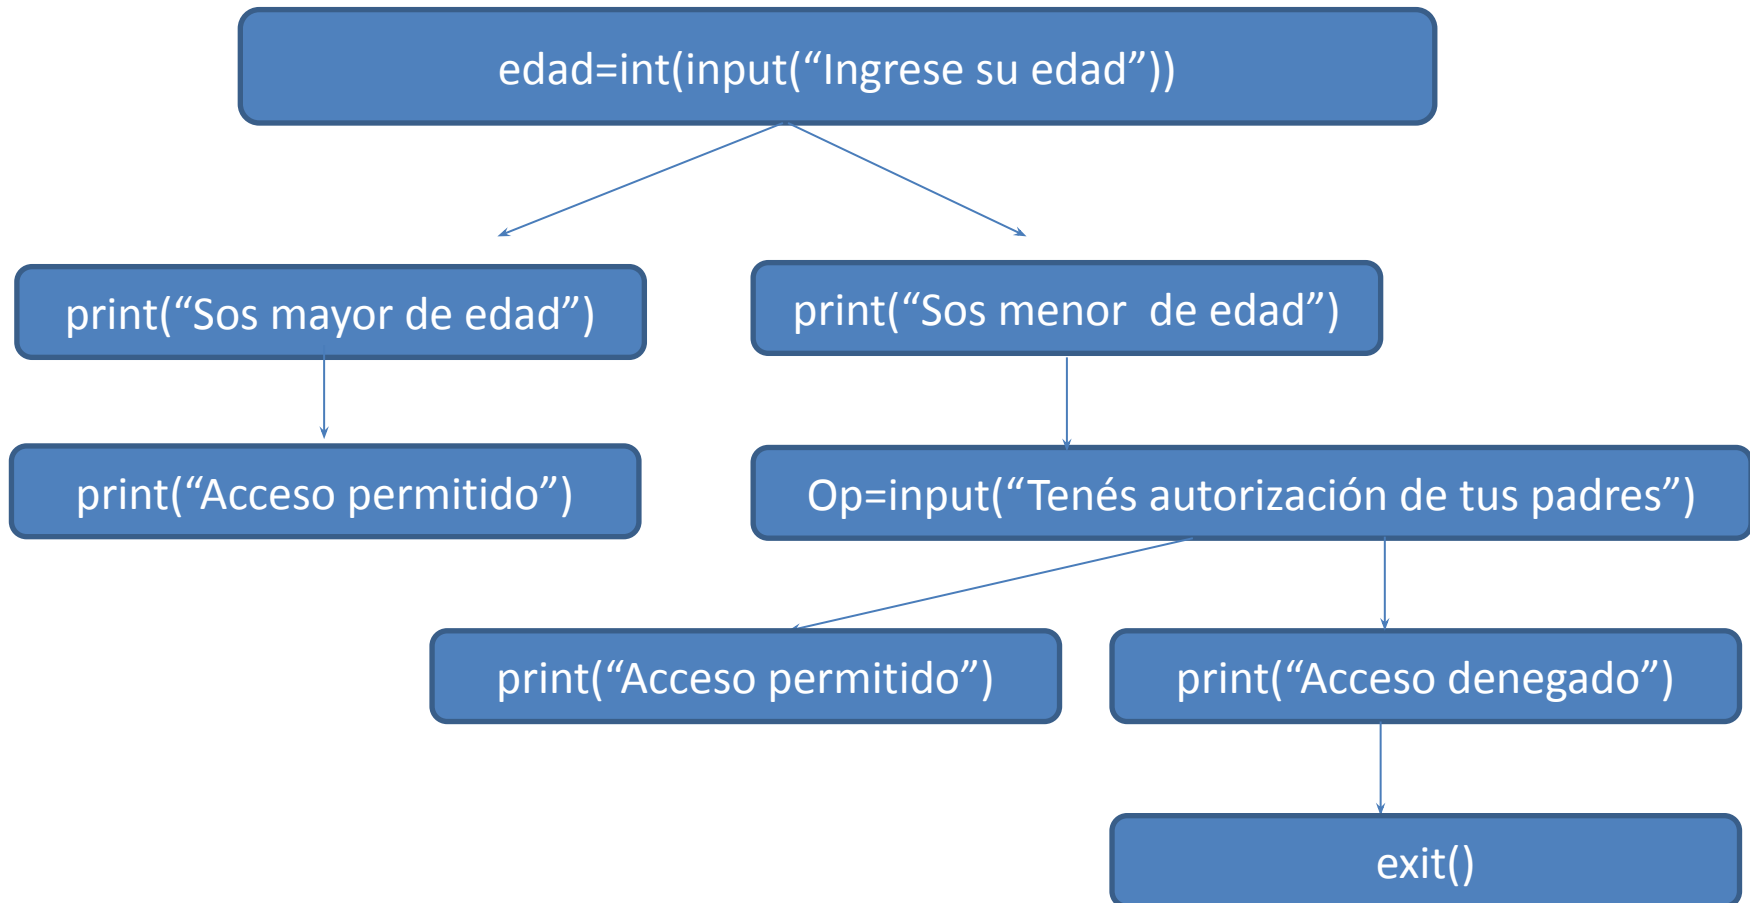 edad=int(input(“Ingrese su edad”))
print(“Sos mayor de edad”)
print(“Sos menor  de edad”)
print(“Acceso permitido”)
Op=input(“Tenés autorización de tus padres”)
print(“Acceso permitido”)
print(“Acceso denegado”)
exit()